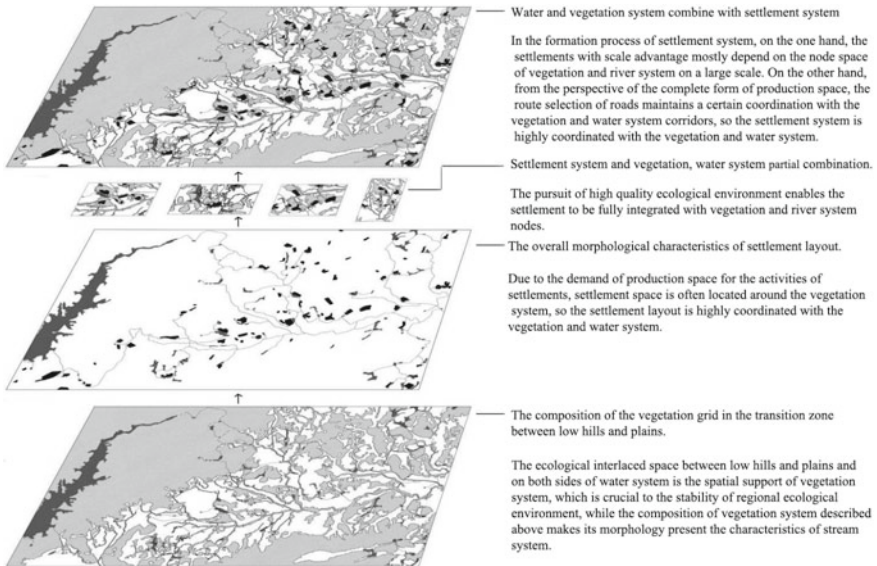 Water and vegetation system combine with settlement system
In the formation process of settlement system, on the one hand, the
settlements with scale advantage mostly depend on the node space
of vegetation and river system on a large scale. On the other hand,
from the perspective of the complete form of production space, the
route selection of roads maintains a certain coordination with the
vegetation and water system corridors, so the settlement system is
highly coordinated with the vegetation and water system.
Settlement system and vegetation, water system partial combination.
The pursuit of high quality ecological environment enables the
settlement to be fully integrated with vegetation and river system
nodes.
The overall morphological characteristics of settlement layout.
Due to the demand of production space for the activities of
settlements, settlement space is often located around the vegetation
system, so the settlement layout is highly coordinated with the
vegetation and water system.
The composition of the vegetation grid in the transition zone
between low hills and plains.
The ecological interlaced space between low hills and plains and
on both sides of water system is the spatial support of vegetation
system, which is crucial to the stability of regional ecological
environment, while the composition of vegetation system described
above makes its morphology present the characteristics of stream
system.